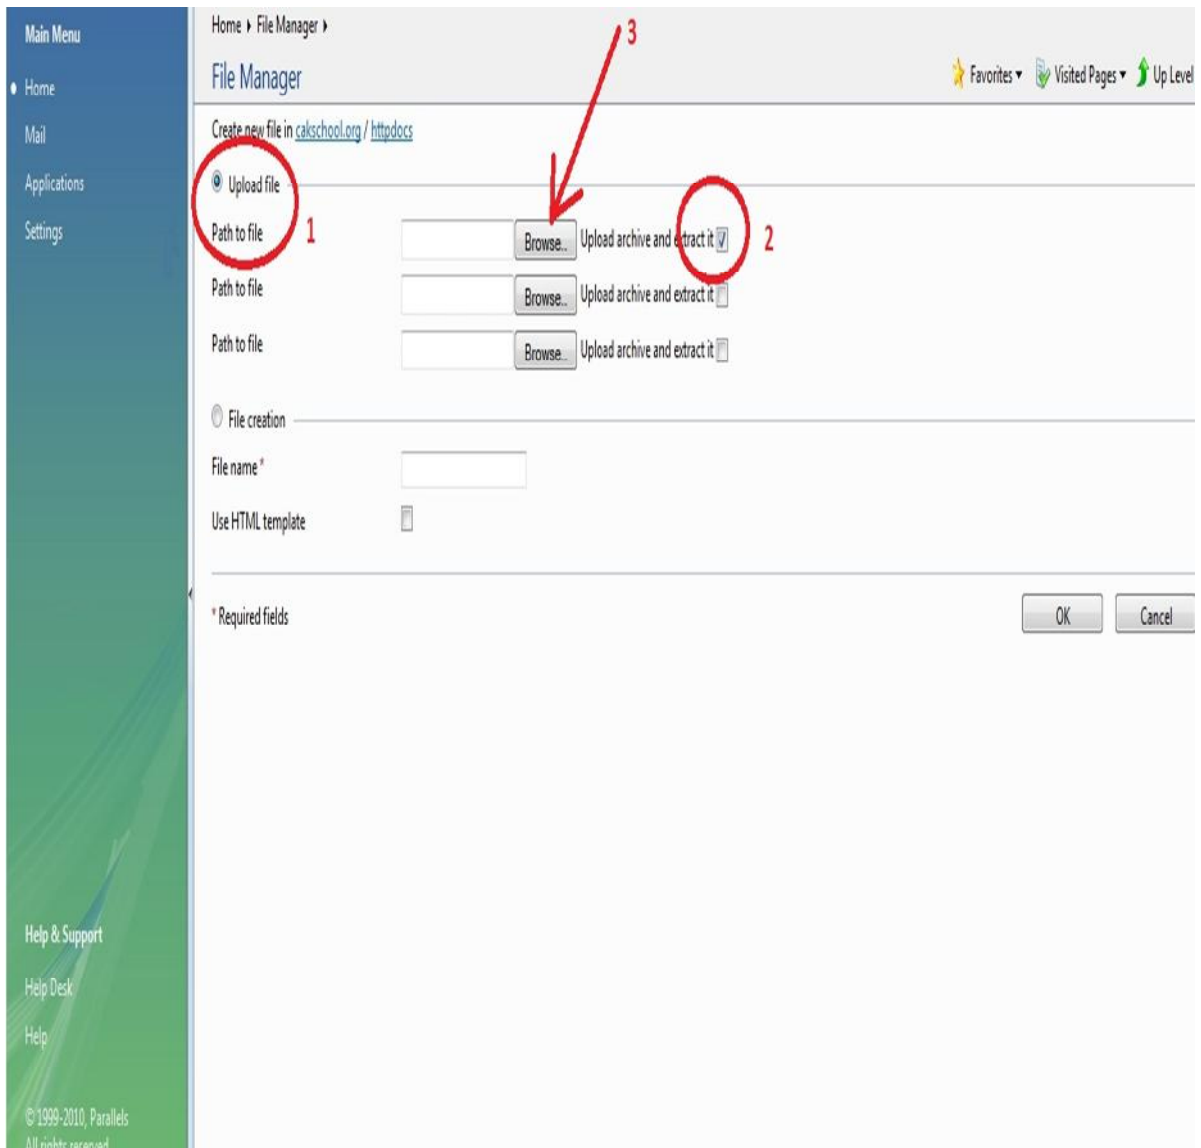 Main Menu
Home
Mail
Applications
Settings
Home File Manager
3
File Manager
Favorites Visited Pages Up Level
Create new file in cakschool.org / httpdocs
Upload file
1
Path to file Browse... Upload archive and extract it 2
Path to file Browse... Upload archive and extract it
Path to file Browse... Upload archive and extract it
File creation
File name *
Use HTML template
* Required fields OK Cancel
Help & Support
Help Desk
Help
© 1999-2010, Parallels
All rights reserved